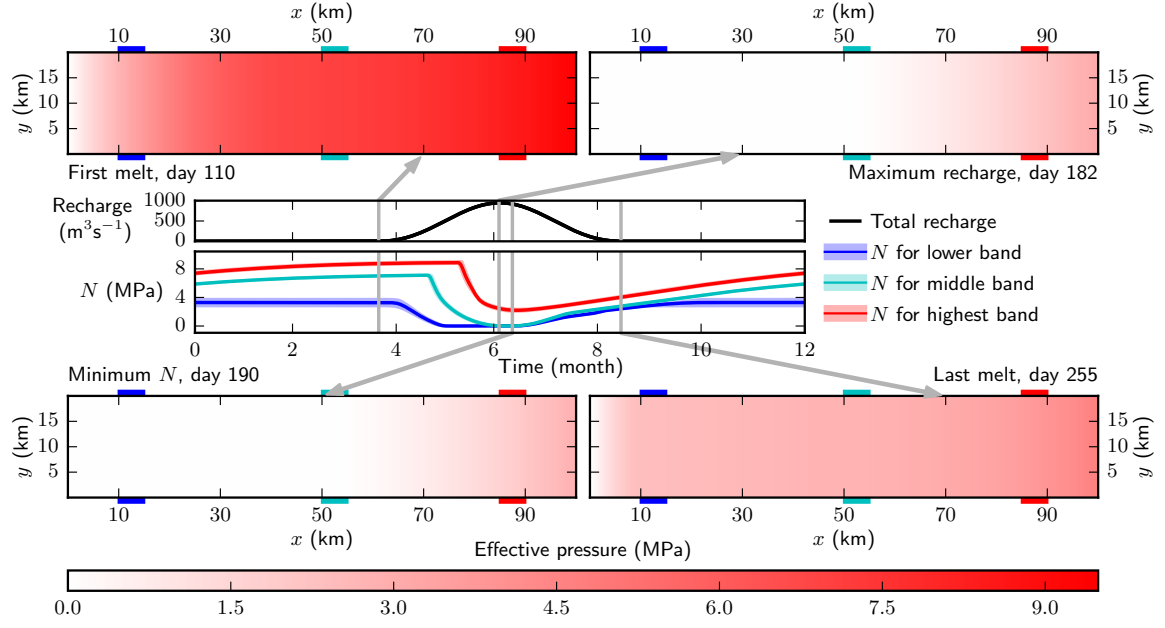 x (km)
x (km)
10 30 50 70 90
10 30 50 70 90
y (km)
15
10
5
15
10
5
y (km)
First melt, day 110
Maximum recharge, day 182
Recharge
(m³s⁻¹)
1000
500
0
Total recharge
N for lower band
N for middle band
N for highest band
N (MPa)
8
4
0
0 2 4 6 8 10 12
Time (month)
Minimum N, day 190
Last melt, day 255
y (km)
15
10
5
15
10
5
y (km)
10 30 50 70 90
10 30 50 70 90
x (km)
x (km)
Effective pressure (MPa)
0.0 1.5 3.0 4.5 6.0 7.5 9.0